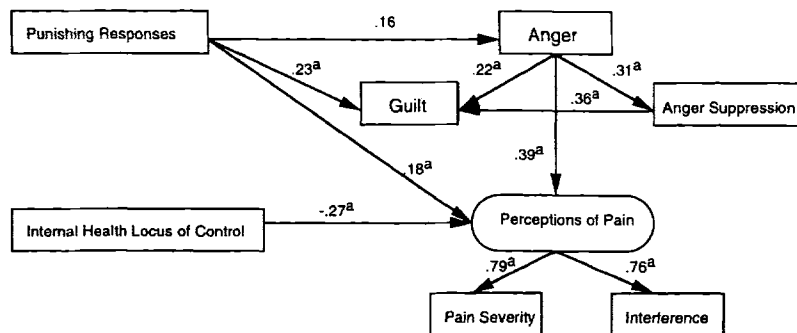 Punishing Responses
.16
Anger
.23a
.22a
.31a
Guilt
.36a
Anger Suppression
.18a
.39a
Internal Health Locus of Control
-.27a
Perceptions of Pain
.79a
.76a
Pain Severity
Interference